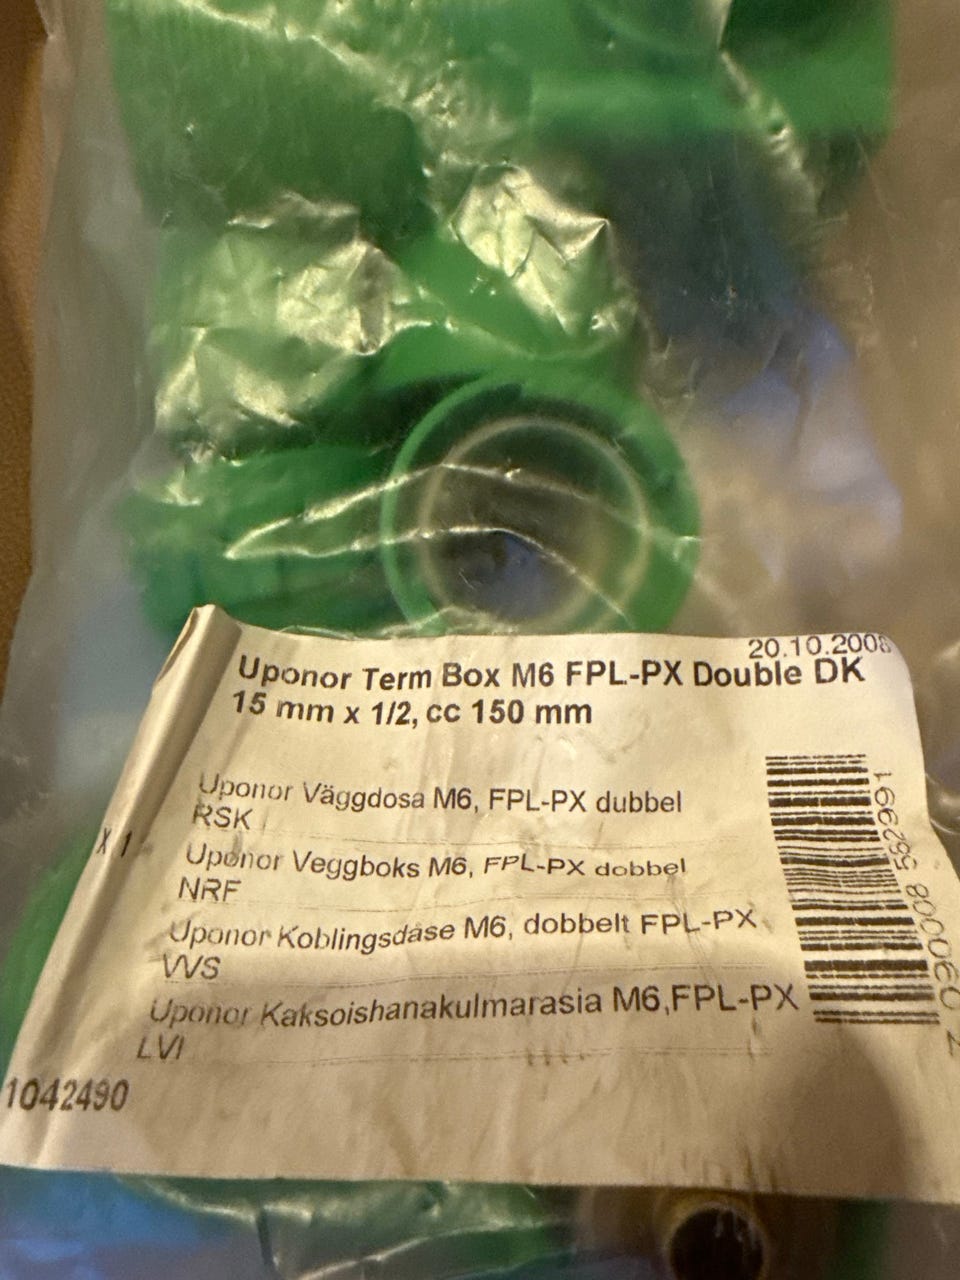 20.10.2008
Uponor Term Box M6 FPL-PX Double DK
15 mm x 1/2, cc 150 mm
Uponor Väggdosa M6, FPL-PX dubbel
RSK
X 1
Uponor Veggboks M6, FPL-PX dobbel
NRF
Uponor Koblingsdåse M6, dobbelt FPL-PX
VVS
Uponor Kaksoishanakulmarasia M6,FPL-PX
LVI
1042490